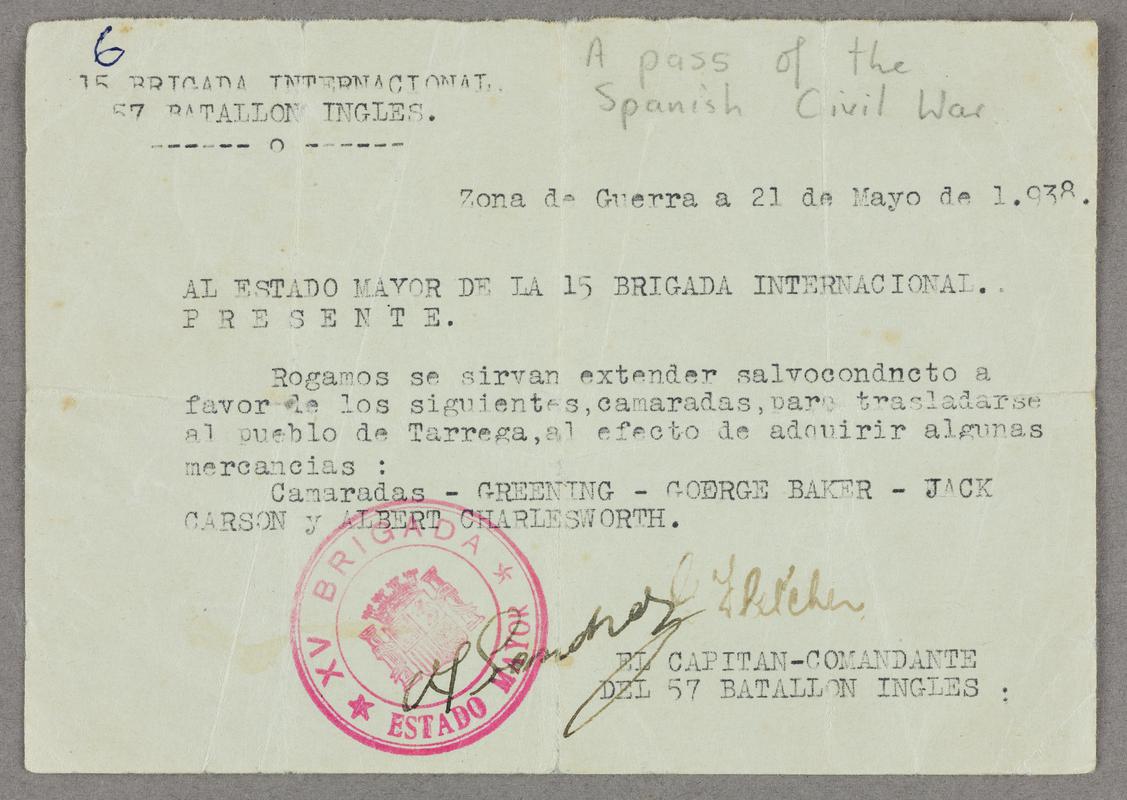 6
A pass of the
Spanish Civil War
15 BRIGADA INTERNACIONAL.
57 BATALLON INGLES.
------ o ------
Zona de Guerra a 21 de Mayo de 1.938.
AL ESTADO MAYOR DE LA 15 BRIGADA INTERNACIONAL..
P R E S E N T E.
Rogamos se sirvan extender salvocondncto a
favor de los siguientes,camaradas,para trasladarse
al pueblo de Tarrega,al efecto de adquirir algunas
mercancias :
Camaradas - GREENING - GOERGE BAKER - JACK
CARSON y ALBERT CHARLESWORTH.
XV BRIGADA
ESTADO MAYOR
Sanchez
Fletcher
EL CAPITAN-COMANDANTE
DEL 57 BATALLON INGLES :